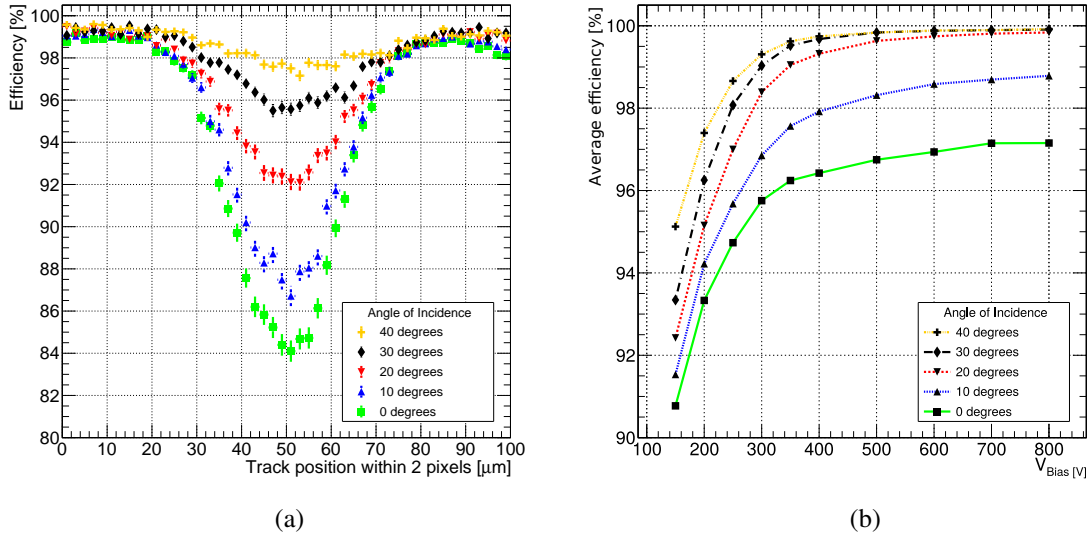 Efficiency [%]
100
98
96
94
92
90
88
86
84
82
80
0 10 20 30 40 50 60 70 80 90 100
Track position within 2 pixels [µm]
Angle of Incidence
40 degrees
30 degrees
20 degrees
10 degrees
0 degrees
(a)
Average efficiency [%]
100
98
96
94
92
90
100 200 300 400 500 600 700 800
V Bias [V]
Angle of Incidence
40 degrees
30 degrees
20 degrees
10 degrees
0 degrees
(b)